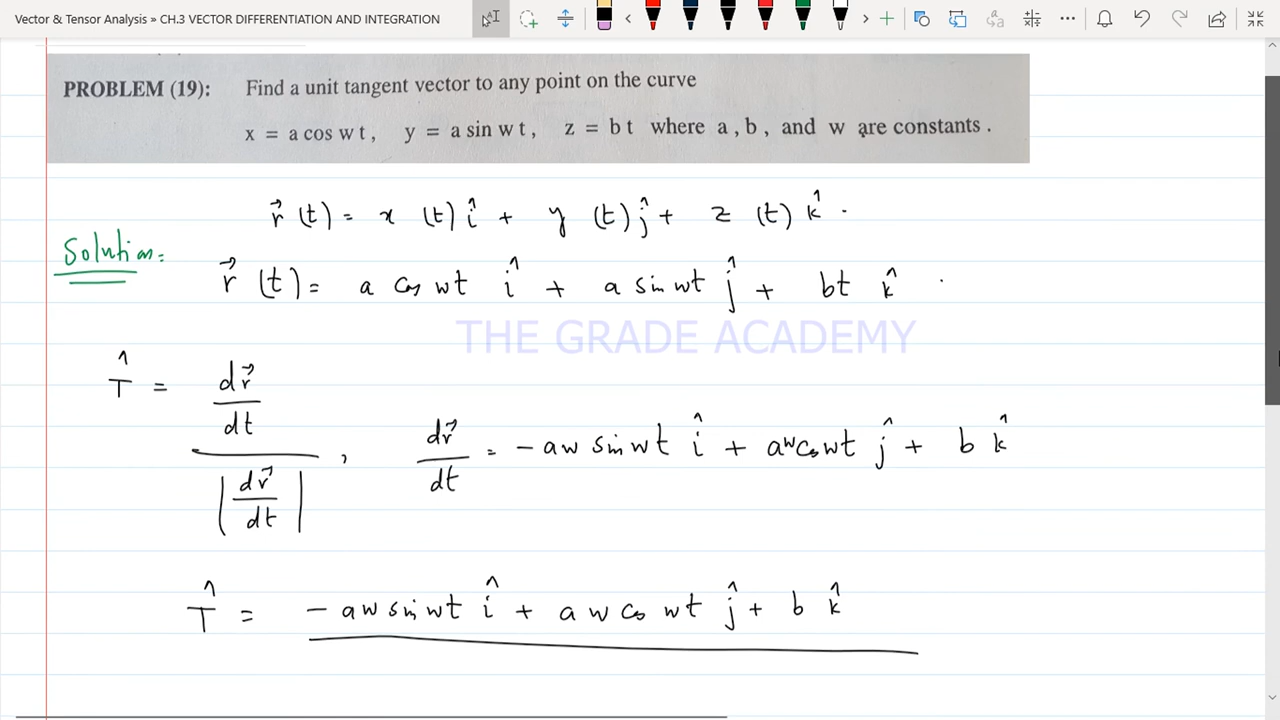 Vector & Tensor Analysis » CH.3 VECTOR DIFFERENTIATION AND INTEGRATION
PROBLEM (19): Find a unit tangent vector to any point on the curve
x = a cos w t , y = a sin w t , z = b t where a , b , and w are constants .
r⃗ (t) = x (t) î + y (t) ĵ + z (t) k̂ .
Solution:
r⃗ (t) = a cos wt î + a sin wt ĵ + bt k̂ .
THE GRADE ACADEMY
T̂ = dr⃗/dt / |dr⃗/dt| , dr⃗/dt = - aw sin wt î + aw cos wt ĵ + b k̂
T̂ = - aw sin wt î + a w cos wt ĵ + b k̂